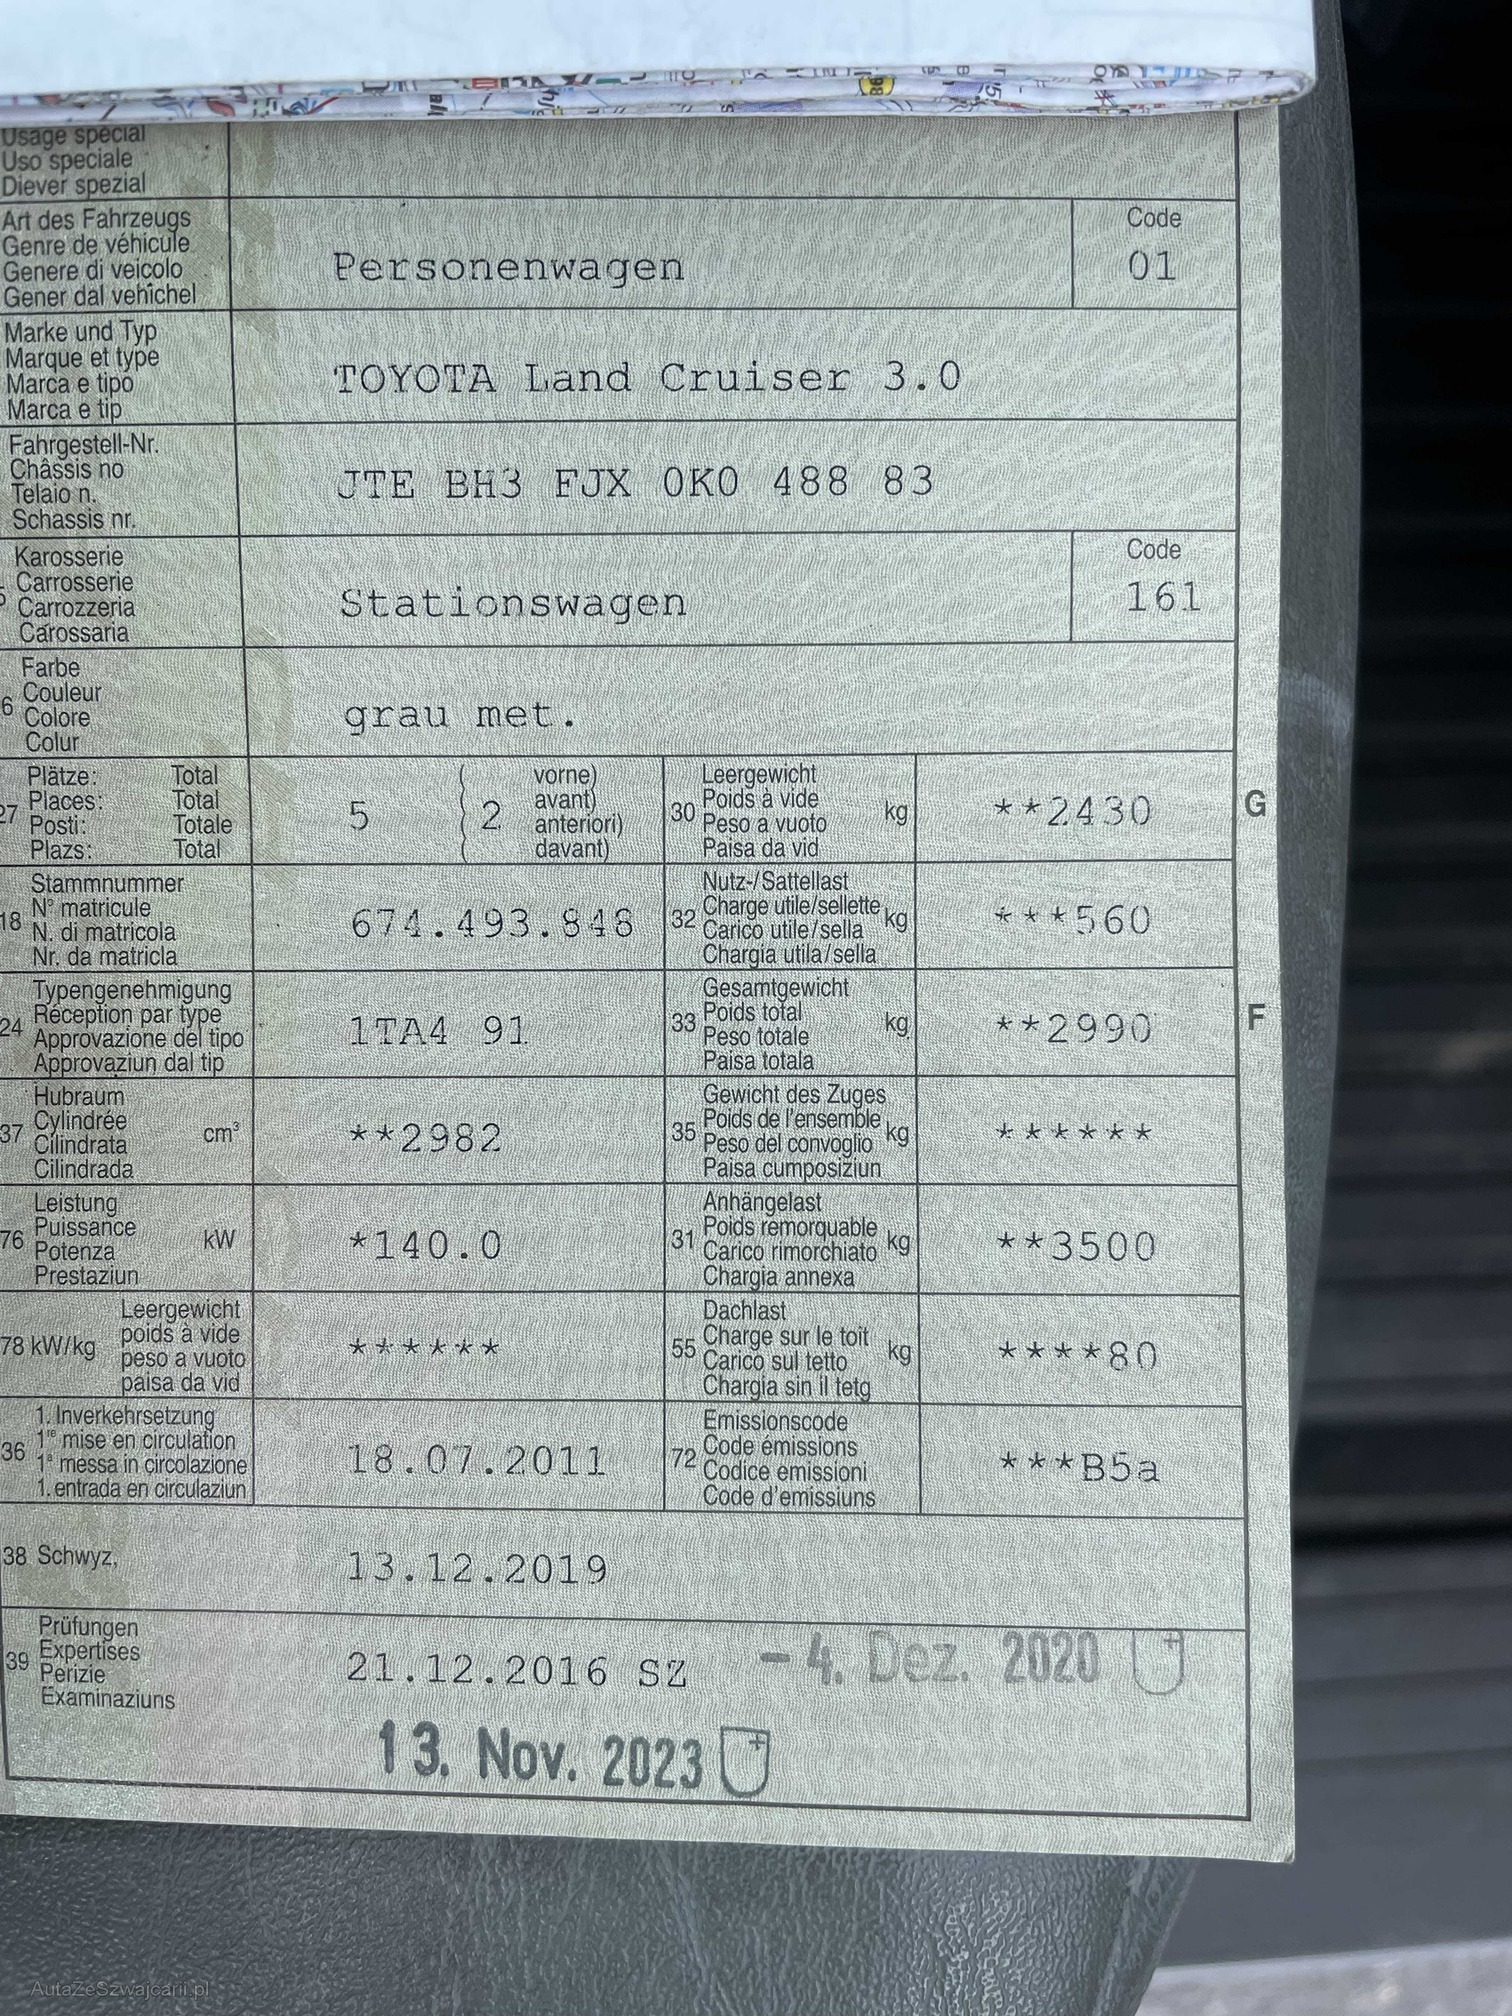 Usage spécial
Uso speciale
Diever spezial
Art des Fahrzeugs
Genre de véhicule
Genere di veicolo
Gener dal vehichel
Personenwagen
Code
01
Marke und Typ
Marque et type
Marca e tipo
Marca e tip
TOYOTA Land Cruiser 3.0
Fahrgestell-Nr.
Châssis no
Telaio n.
Schassis nr.
JTE BH3 FJX 0K0 488 83
Karosserie
Carrosserie
Carrozzeria
Carossaria
Stationswagen
Code
161
6
Farbe
Couleur
Colore
Colur
grau met.
27
Plätze: Total
Places: Total
Posti: Totale
Plazs: Total
5 ( 2 vorne)
avant)
anteriori)
davant)
30
Leergewicht
Poids à vide
Peso a vuoto
Paisa da vid
kg
**2430
G
18
Stammnummer
N° matricule
N. di matricola
Nr. da matricla
674.493.848
32
Nutz-/Sattellast
Charge utile/sellette
Carico utile/sella
Chargia utila/sella
kg
***560
24
Typengenehmigung
Réception par type
Approvazione del tipo
Approvaziun dal tip
1TA4 91
33
Gesamtgewicht
Poids total
Peso totale
Paisa totala
kg
**2990
F
37
Hubraum
Cylindrée
Cilindrata
Cilindrada
cm³
**2982
35
Gewicht des Zuges
Poids de l'ensemble
Peso del convoglio
Paisa cumposiziun
kg
******
76
Leistung
Puissance
Potenza
Prestaziun
kW
*140.0
31
Anhängelast
Poids remorquable
Carico rimorchiato
Chargia annexa
kg
**3500
78 kW/kg
Leergewicht
poids à vide
peso a vuoto
paisa da vid
******
55
Dachlast
Charge sur le toit
Carico sul tetto
Chargia sin il tetg
kg
****80
36
1. Inverkehrsetzung
1re mise en circulation
1a messa in circolazione
1. entrada en circulaziun
18.07.2011
72
Emissionscode
Code émissions
Codice emissioni
Code d'emissiuns
***B5a
38 Schwyz,
13.12.2019
39
Prüfungen
Expertises
Perizie
Examinaziuns
21.12.2016 SZ
- 4. Dez. 2020
13. Nov. 2023
AutaZeSzwajcarii.pl